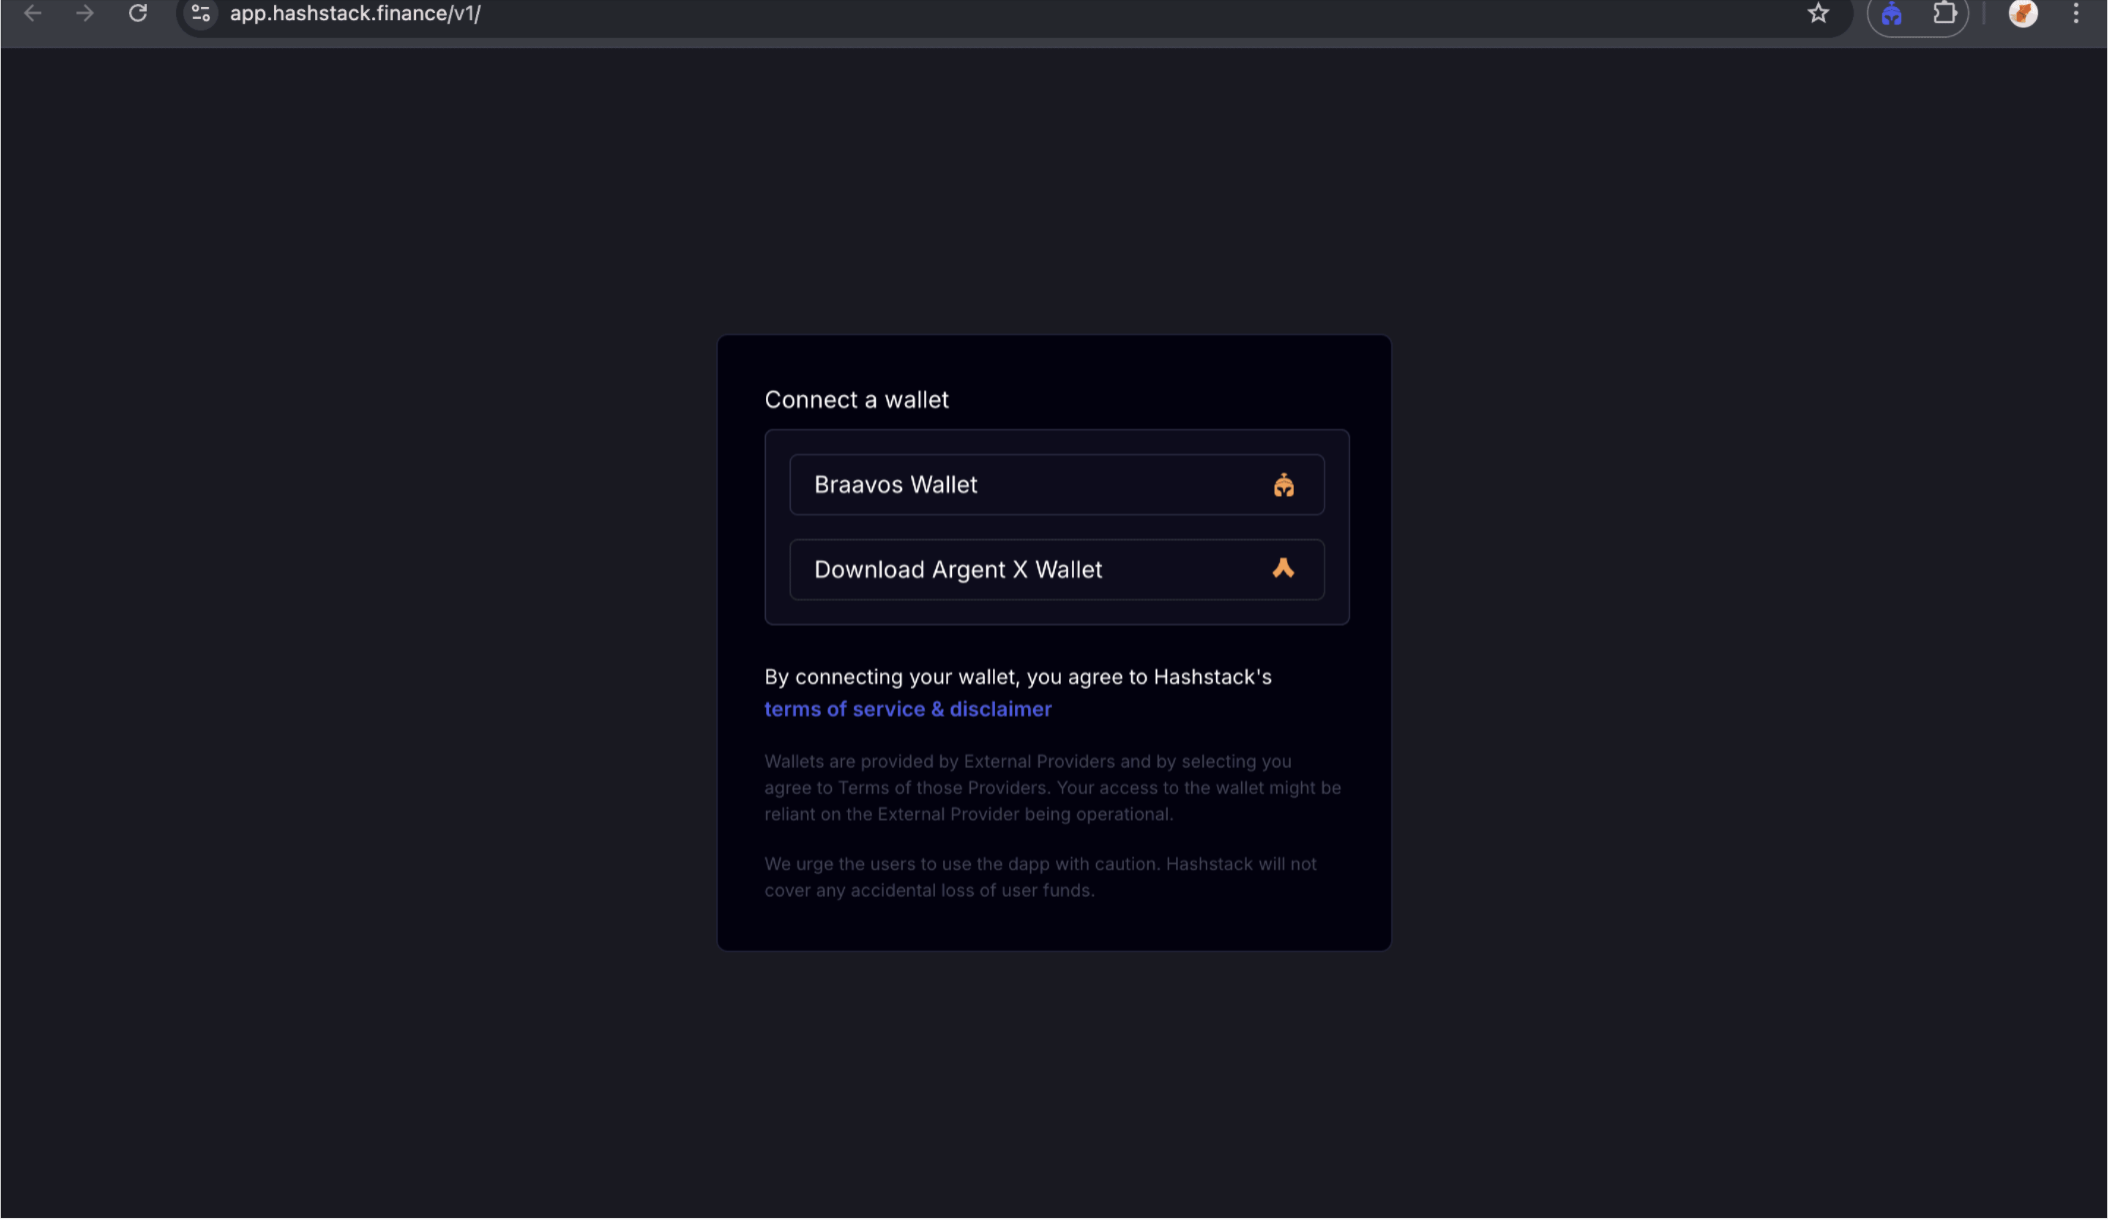 app.hashstack.finance/v1/
Connect a wallet
Braavos Wallet
Download Argent X Wallet
By connecting your wallet, you agree to Hashstack's
terms of service & disclaimer
Wallets are provided by External Providers and by selecting you
agree to Terms of those Providers. Your access to the wallet might be
reliant on the External Provider being operational.
We urge the users to use the dapp with caution. Hashstack will not
cover any accidental loss of user funds.